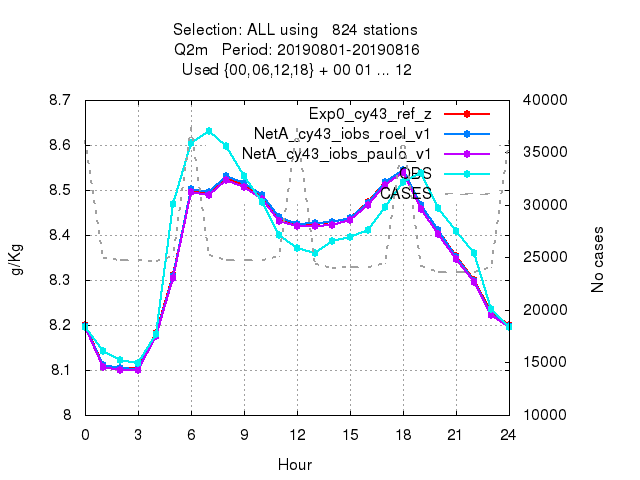 Selection: ALL using 824 stations
Q2m Period: 20190801-20190816
Used {00,06,12,18} + 00 01 ... 12
Exp0_cy43_ref_z
NetA_cy43_iobs_roel_v1
NetA_cy43_iobs_paulo_v1
OBS
CASES
8.7
8.6
8.5
8.4
8.3
8.2
8.1
8
40000
35000
30000
25000
20000
15000
10000
g/Kg
No cases
0 3 6 9 12 15 18 21 24
Hour